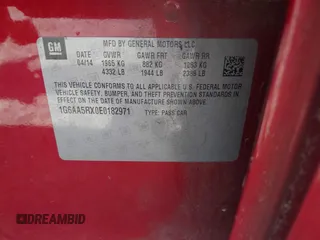 GM
MFD BY GENERAL MOTORS LLC
DATE GVWR GAWR FRT GAWR RR
04/14 1965 KG 882 KG 1083 KG
4332 LB 1944 LB 2388 LB
THIS VEHICLE CONFORMS TO ALL APPLICABLE U.S. FEDERAL MOTOR
VEHICLE SAFETY, BUMPER, AND THEFT PREVENTION STANDARDS IN EFFECT
ON THE DATE OF MANUFACTURE SHOWN ABOVE.
1G6AA5RX0E0182971 TYPE: PASS CAR
AutoBidMaster